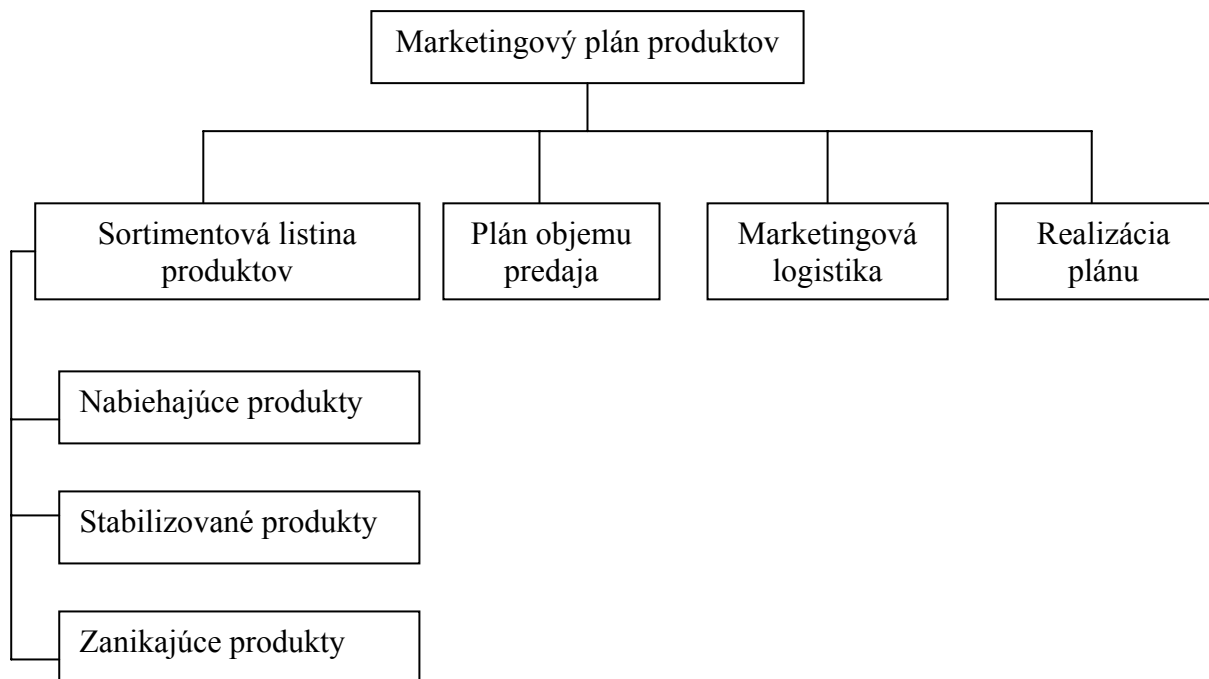 Marketingový plán produktov
Sortimentová listina
produktov
Plán objemu
predaja
Marketingová
logistika
Realizácia
plánu
Nabiehajúce produkty
Stabilizované produkty
Zanikajúce produkty